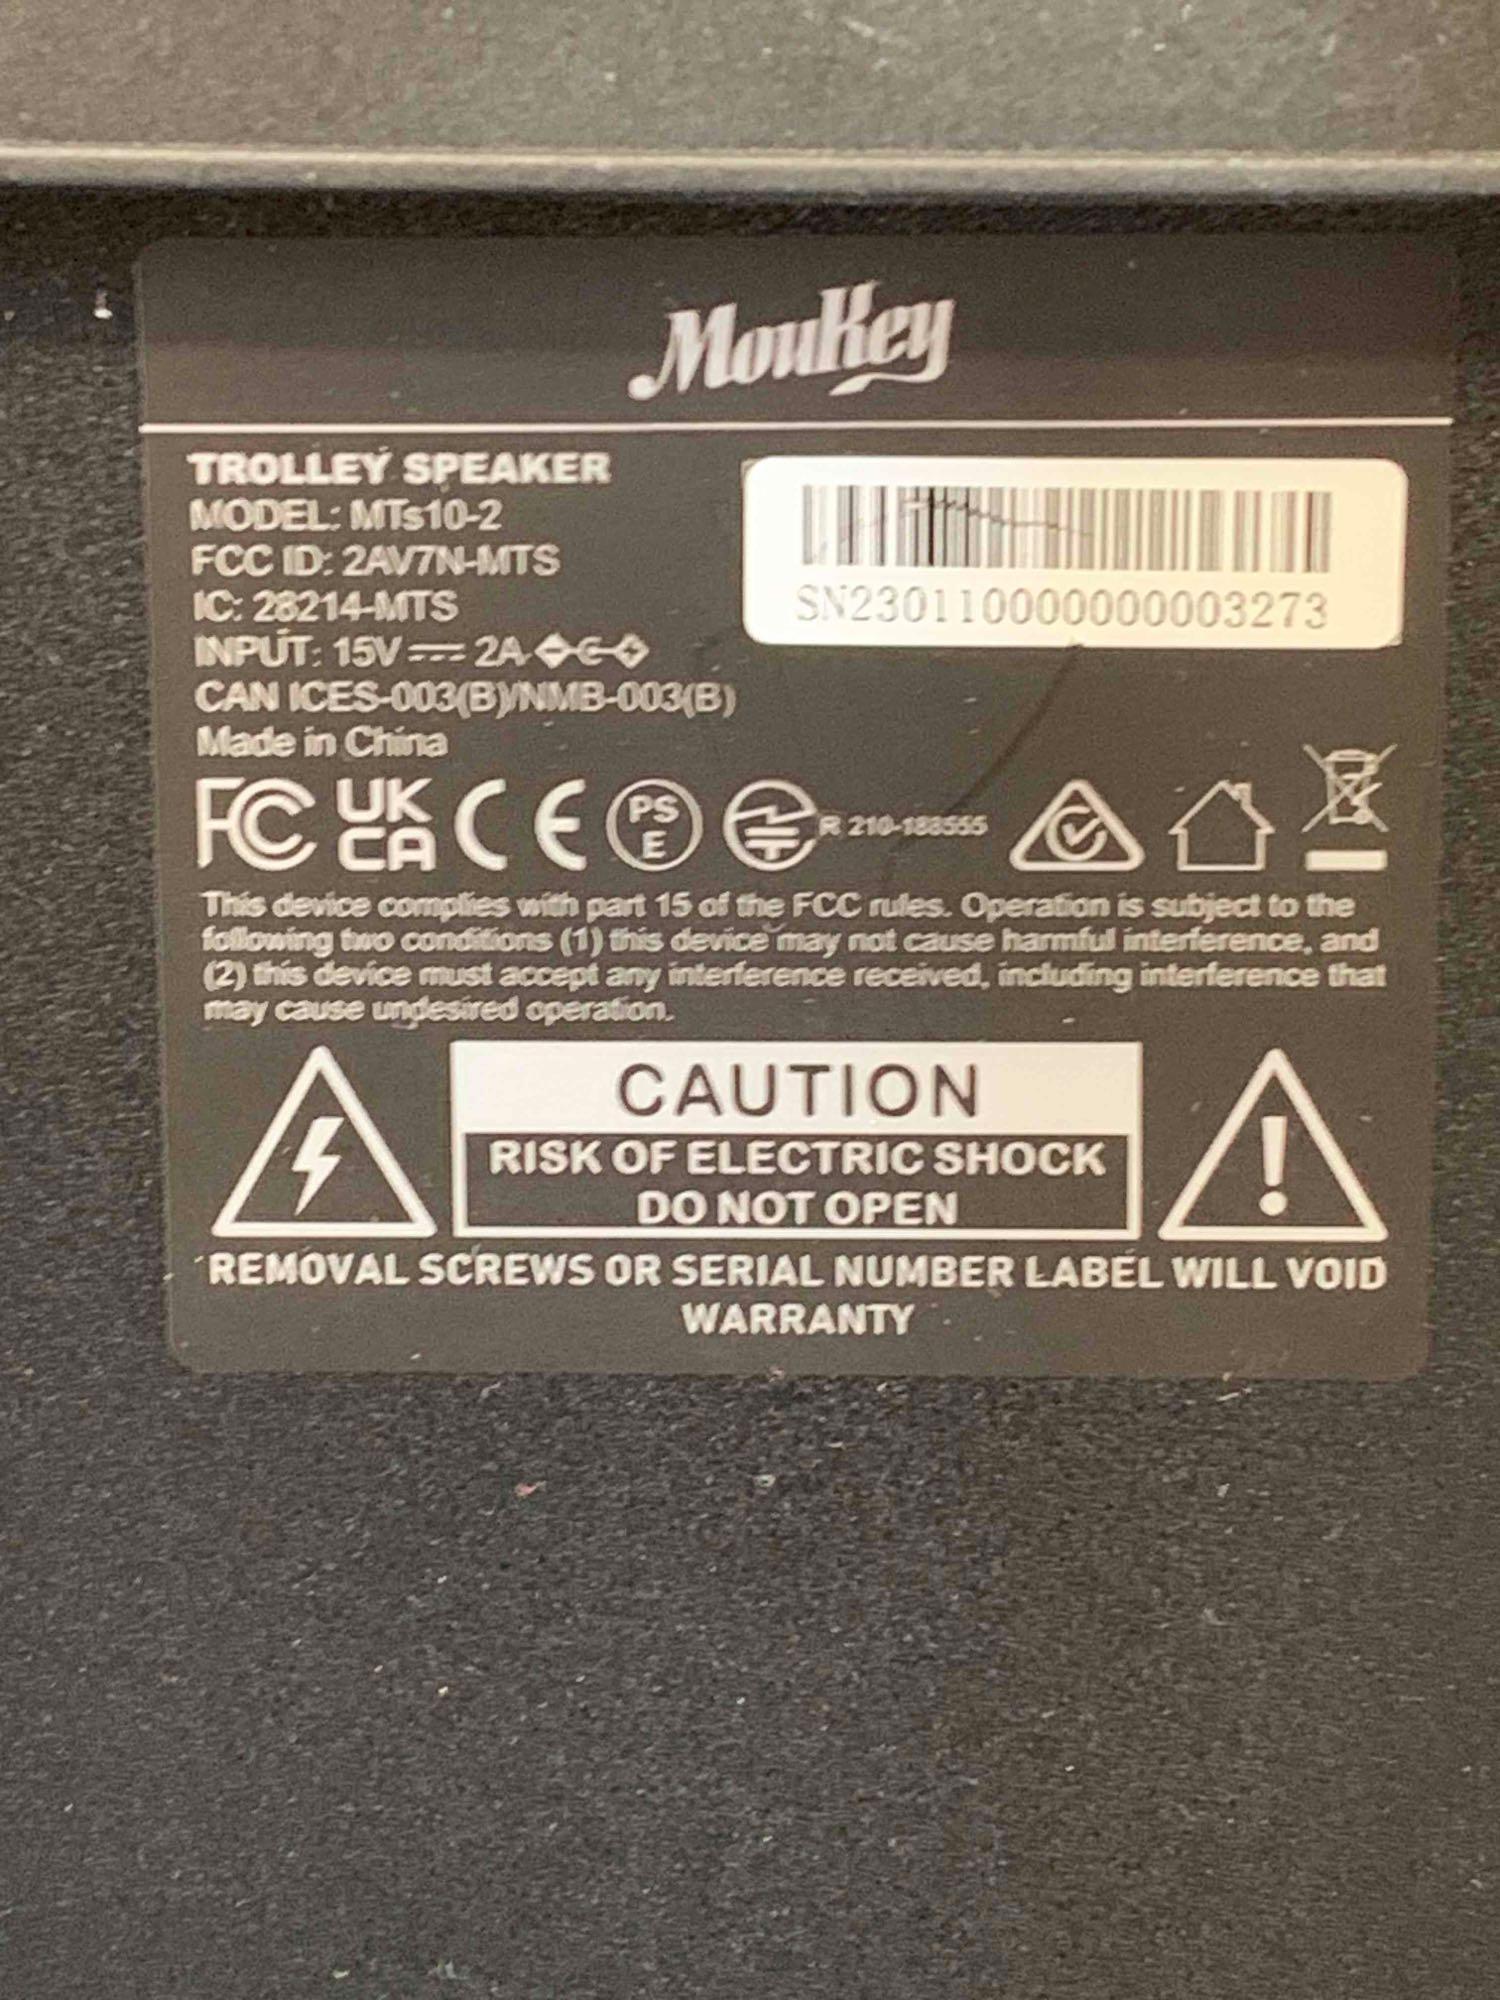 Moukey
TROLLEY SPEAKER
MODEL: MTs10-2
FCC ID: 2AV7N-MTS
IC: 28214-MTS
INPUT: 15V 2A
CAN ICES-003(B)/NMB-003(B)
Made in China
SN2301100000000003273
FC UK CA CE PS E R 210-188555
This device complies with part 15 of the FCC rules. Operation is subject to the
following two conditions (1) this device may not cause harmful interference, and
(2) this device must accept any interference received, including interference that
may cause undesired operation.
CAUTION
RISK OF ELECTRIC SHOCK
DO NOT OPEN
REMOVAL SCREWS OR SERIAL NUMBER LABEL WILL VOID
WARRANTY